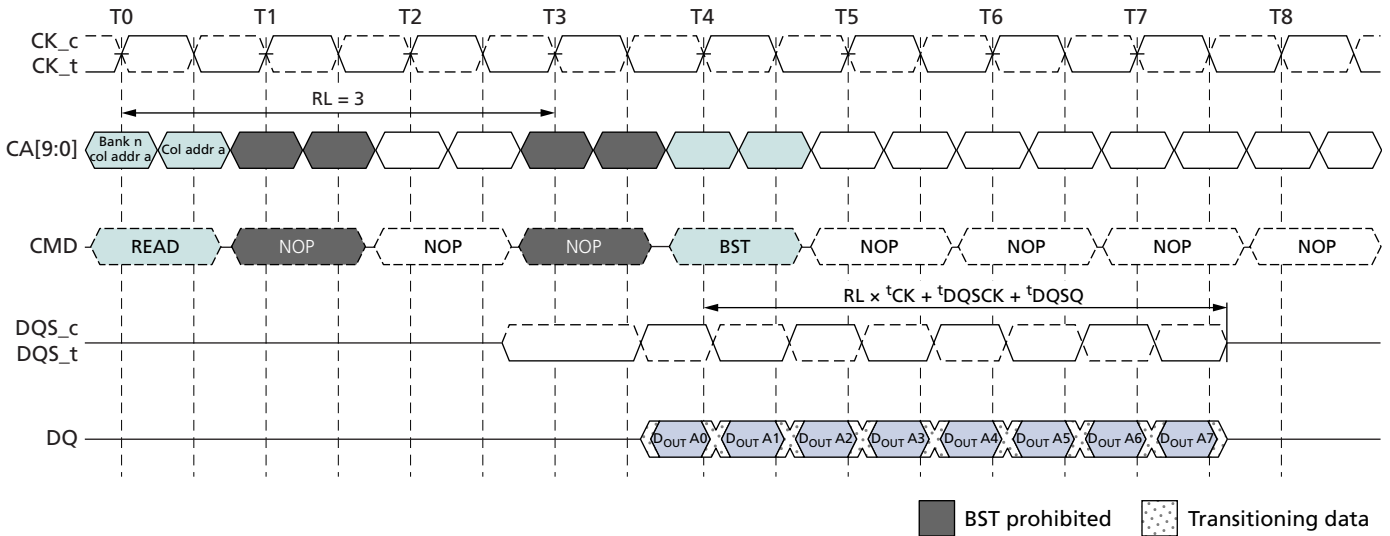 T0 T1 T2 T3 T4 T5 T6 T7 T8
CK_c
CK_t
RL = 3
CA[9:0]
Bank n
col addr a
Col addr a
CMD
READ NOP NOP NOP BST NOP NOP NOP NOP
RL × tCK + tDQSCK + tDQSQ
DQS_c
DQS_t
DQ
DOUT A0 DOUT A1 DOUT A2 DOUT A3 DOUT A4 DOUT A5 DOUT A6 DOUT A7
BST prohibited Transitioning data